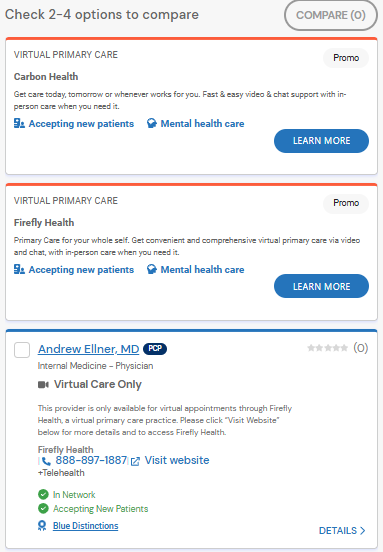 Check 2-4 options to compare
COMPARE (0)
VIRTUAL PRIMARY CARE
Promo
Carbon Health
Get care today, tomorrow or whenever works for you. Fast & easy video & chat support with in-
person care when you need it.
Accepting new patients Mental health care
LEARN MORE
VIRTUAL PRIMARY CARE
Promo
Firefly Health
Primary Care for your whole self. Get convenient and comprehensive virtual primary care via video
and chat, with in-person care when you need it.
Accepting new patients Mental health care
LEARN MORE
Andrew Ellner, MD PCP (0)
Internal Medicine - Physician
Virtual Care Only
This provider is only available for virtual appointments through Firefly
Health, a virtual primary care practice. Please click "Visit Website"
below for more details and to access Firefly Health.
Firefly Health
888-897-1887 Visit website
+Telehealth
In Network
Accepting New Patients
Blue Distinctions
DETAILS